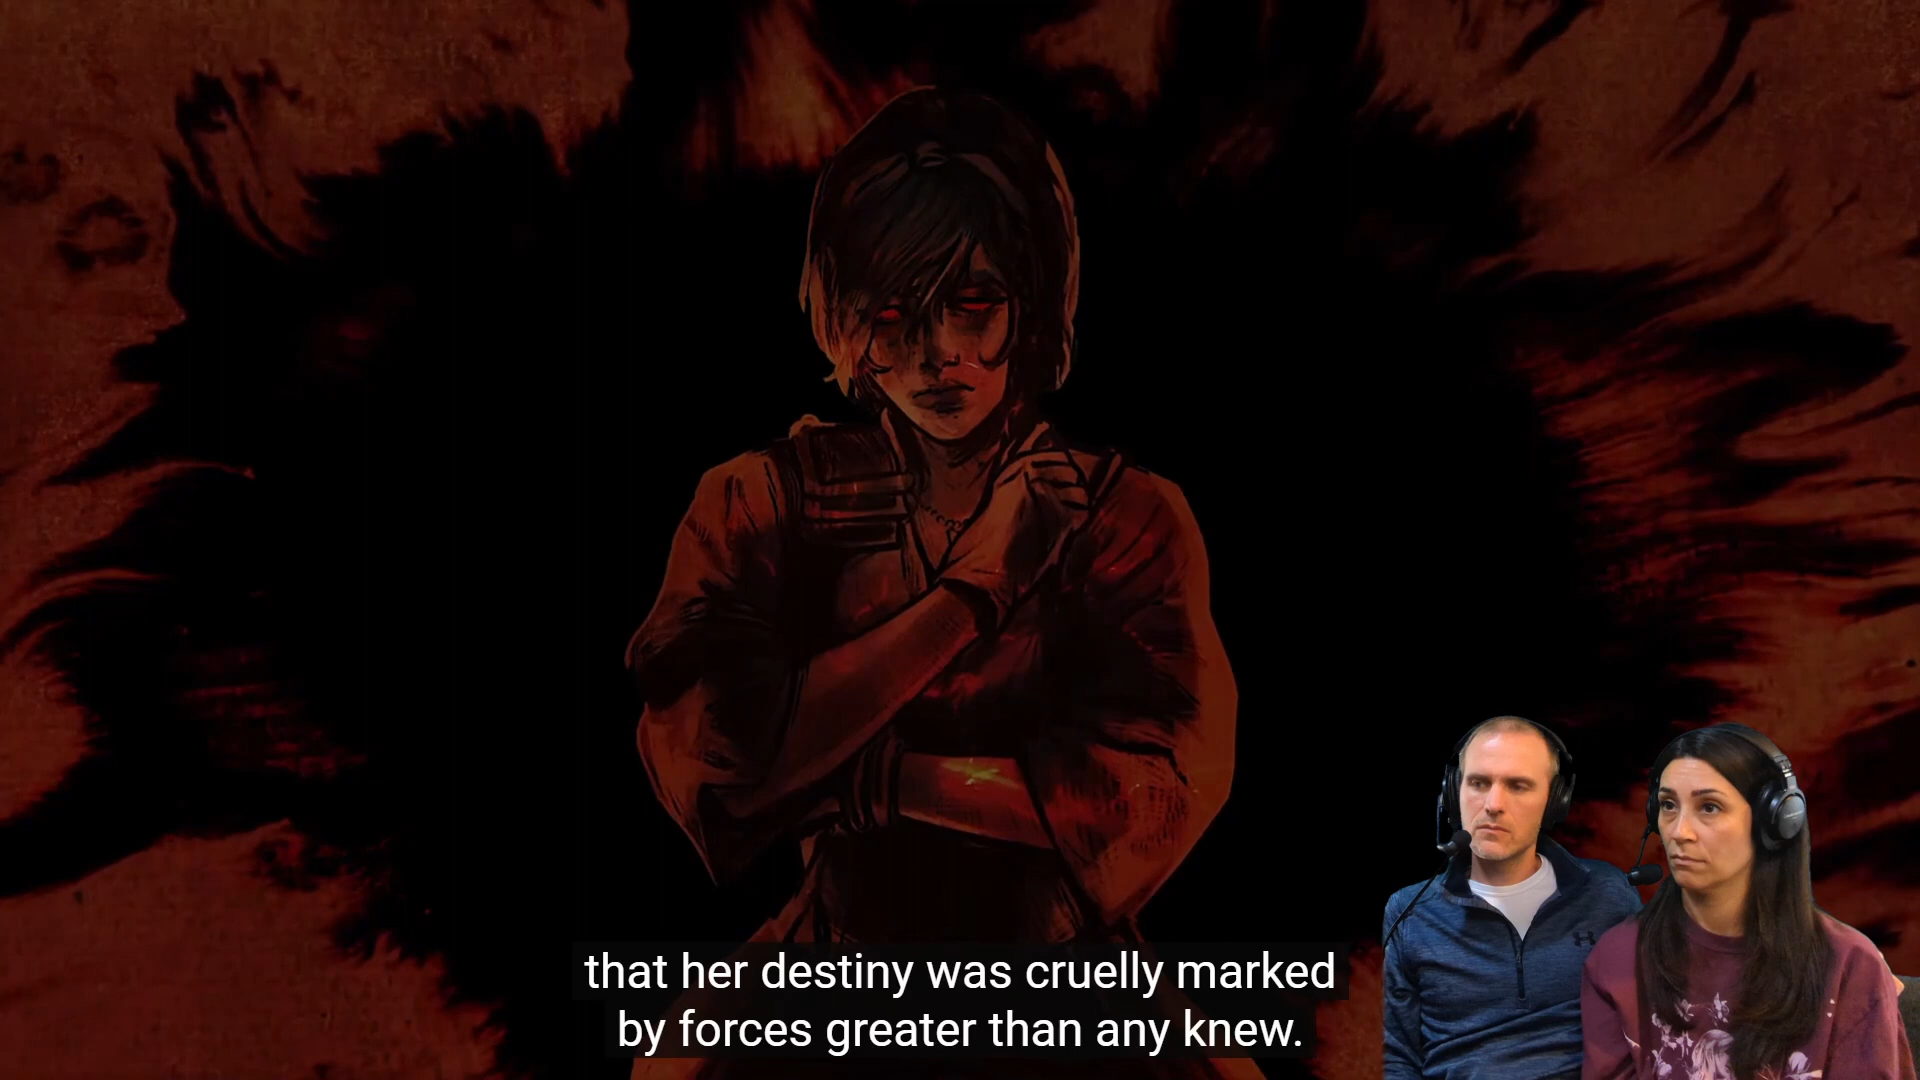 that her destiny was cruelly marked
by forces greater than any knew.